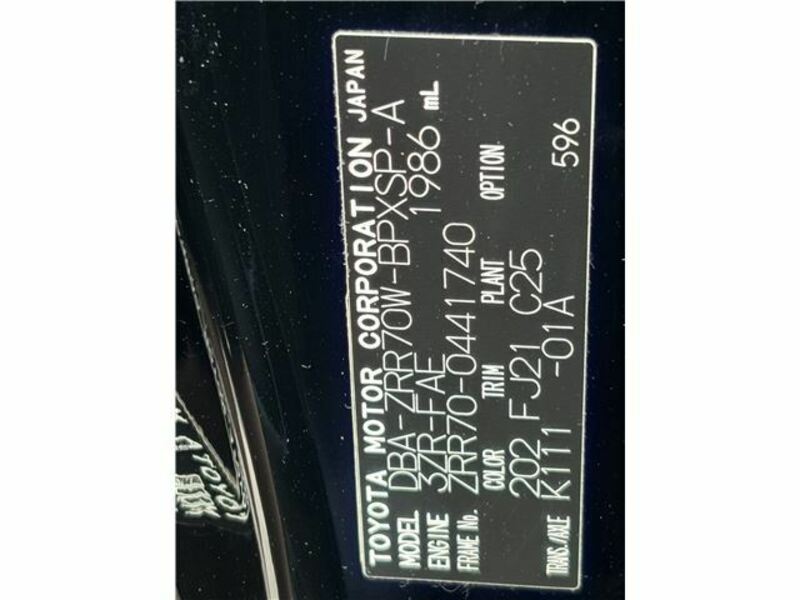 TOYOTA MOTOR CORPORATION JAPAN
MODEL DBA-ZRR70W-BPXSP-A
ENGINE 3ZR-FAE 1986 mL
FRAME No. ZRR70-0441740
COLOR TRIM PLANT OPTION
202 FJ21 C25
TRANS./AXLE K111 -01A 596